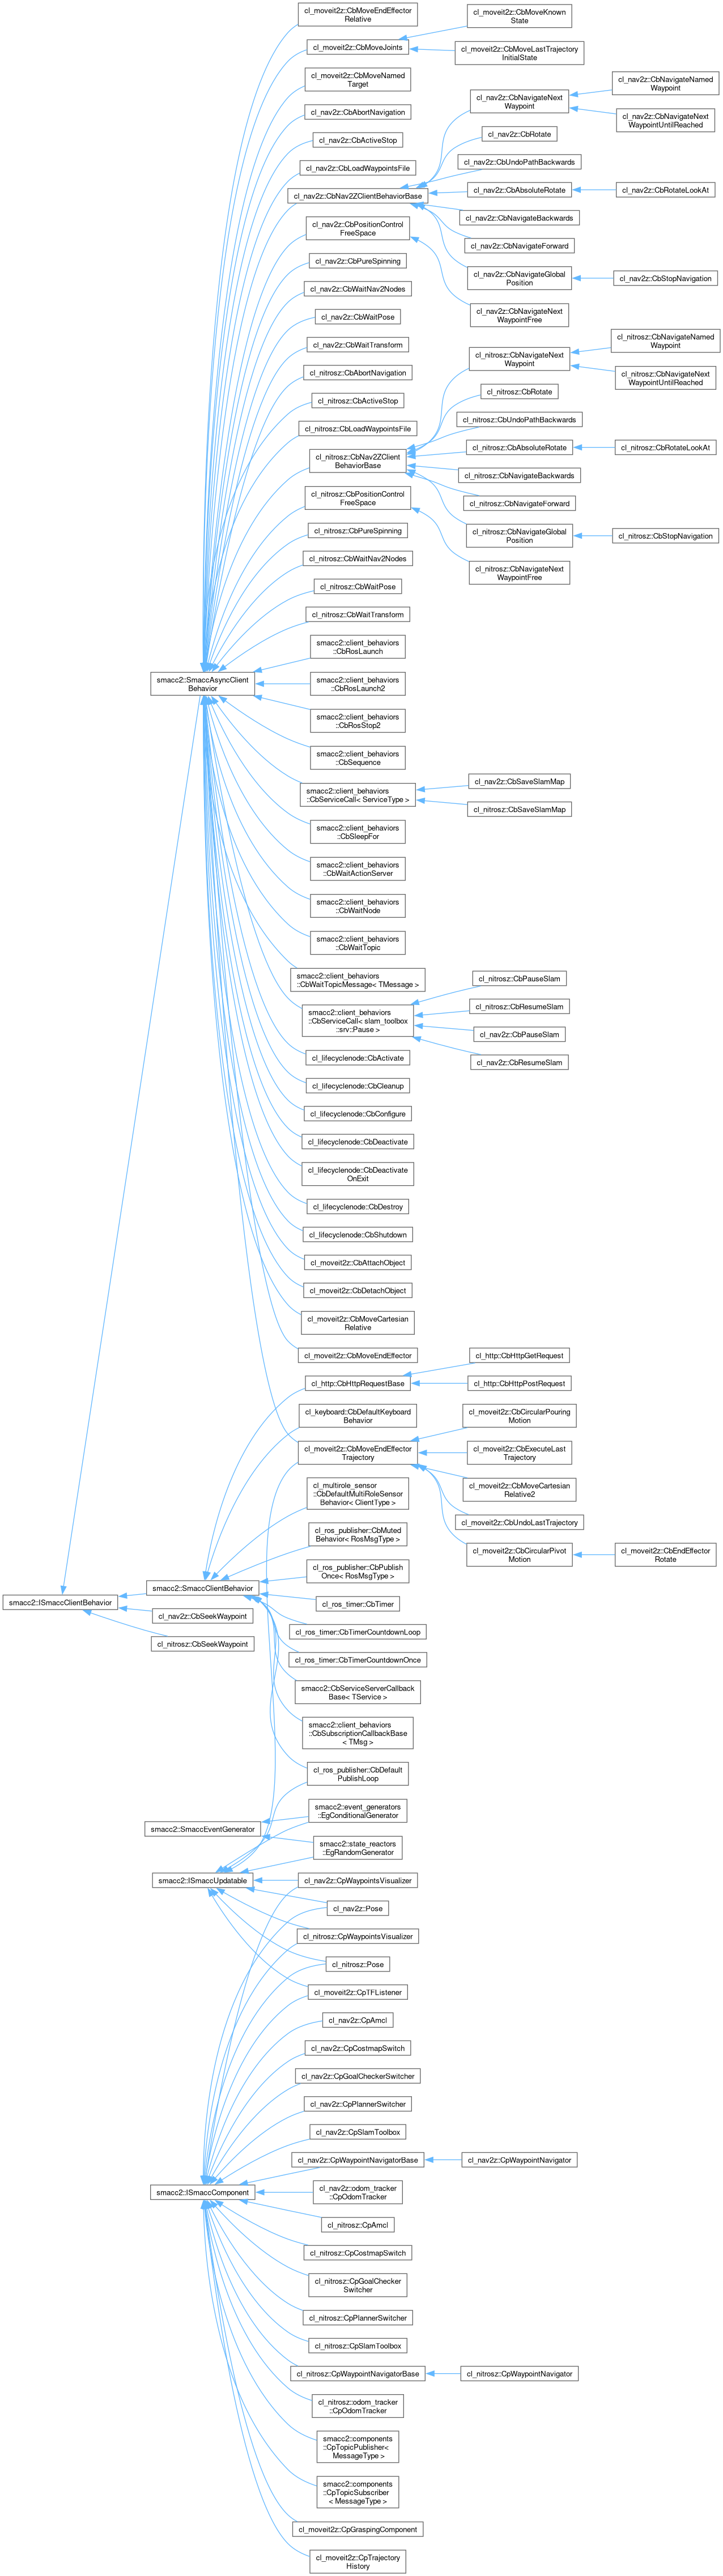 cl_moveit2z::CbMoveEndEffector
Relative
cl_moveit2z::CbMoveJoints
cl_moveit2z::CbMoveKnown
State
cl_moveit2z::CbMoveLastTrajectory
InitialState
cl_moveit2z::CbMoveNamed
Target
cl_nav2z::CbAbortNavigation
cl_nav2z::CbActiveStop
cl_nav2z::CbLoadWaypointsFile
cl_nav2z::CbNav2ZClientBehaviorBase
cl_nav2z::CbNavigateNext
Waypoint
cl_nav2z::CbNavigateNamed
Waypoint
cl_nav2z::CbNavigateNext
WaypointUntilReached
cl_nav2z::CbRotate
cl_nav2z::CbUndoPathBackwards
cl_nav2z::CbAbsoluteRotate
cl_nav2z::CbRotateLookAt
cl_nav2z::CbNavigateBackwards
cl_nav2z::CbNavigateForward
cl_nav2z::CbNavigateGlobal
Position
cl_nav2z::CbStopNavigation
cl_nav2z::CbPositionControl
FreeSpace
cl_nav2z::CbNavigateNext
WaypointFree
cl_nav2z::CbPureSpinning
cl_nav2z::CbWaitNav2Nodes
cl_nav2z::CbWaitPose
cl_nav2z::CbWaitTransform
cl_nitrosz::CbAbortNavigation
cl_nitrosz::CbActiveStop
cl_nitrosz::CbLoadWaypointsFile
cl_nitrosz::CbNav2ZClient
BehaviorBase
cl_nitrosz::CbNavigateNext
Waypoint
cl_nitrosz::CbNavigateNamed
Waypoint
cl_nitrosz::CbNavigateNext
WaypointUntilReached
cl_nitrosz::CbRotate
cl_nitrosz::CbUndoPathBackwards
cl_nitrosz::CbAbsoluteRotate
cl_nitrosz::CbRotateLookAt
cl_nitrosz::CbNavigateBackwards
cl_nitrosz::CbNavigateForward
cl_nitrosz::CbNavigateGlobal
Position
cl_nitrosz::CbStopNavigation
cl_nitrosz::CbPositionControl
FreeSpace
cl_nitrosz::CbNavigateNext
WaypointFree
cl_nitrosz::CbPureSpinning
cl_nitrosz::CbWaitNav2Nodes
cl_nitrosz::CbWaitPose
cl_nitrosz::CbWaitTransform
smacc2::client_behaviors
::CbRosLaunch
smacc2::SmaccAsyncClient
Behavior
smacc2::client_behaviors
::CbRosLaunch2
smacc2::client_behaviors
::CbRosStop2
smacc2::client_behaviors
::CbSequence
smacc2::client_behaviors
::CbServiceCall< ServiceType >
cl_nav2z::CbSaveSlamMap
cl_nitrosz::CbSaveSlamMap
smacc2::client_behaviors
::CbSleepFor
smacc2::client_behaviors
::CbWaitActionServer
smacc2::client_behaviors
::CbWaitNode
smacc2::client_behaviors
::CbWaitTopic
smacc2::client_behaviors
::CbWaitTopicMessage< TMessage >
smacc2::client_behaviors
::CbServiceCall< slam_toolbox
::srv::Pause >
cl_nitrosz::CbPauseSlam
cl_nitrosz::CbResumeSlam
cl_nav2z::CbPauseSlam
cl_nav2z::CbResumeSlam
cl_lifecyclenode::CbActivate
cl_lifecyclenode::CbCleanup
cl_lifecyclenode::CbConfigure
cl_lifecyclenode::CbDeactivate
cl_lifecyclenode::CbDeactivate
OnExit
cl_lifecyclenode::CbDestroy
cl_lifecyclenode::CbShutdown
cl_moveit2z::CbAttachObject
cl_moveit2z::CbDetachObject
cl_moveit2z::CbMoveCartesian
Relative
cl_moveit2z::CbMoveEndEffector
cl_http::CbHttpRequestBase
cl_http::CbHttpGetRequest
cl_http::CbHttpPostRequest
cl_keyboard::CbDefaultKeyboard
Behavior
cl_moveit2z::CbMoveEndEffector
Trajectory
cl_moveit2z::CbCircularPouring
Motion
cl_moveit2z::CbExecuteLast
Trajectory
cl_moveit2z::CbMoveCartesian
Relative2
cl_moveit2z::CbUndoLastTrajectory
cl_moveit2z::CbCircularPivot
Motion
cl_moveit2z::CbEndEffector
Rotate
cl_multirole_sensor
::CbDefaultMultiRoleSensor
Behavior< ClientType >
cl_ros_publisher::CbMuted
Behavior< RosMsgType >
cl_ros_publisher::CbPublish
Once< RosMsgType >
smacc2::ISmaccClientBehavior
smacc2::SmaccClientBehavior
cl_nav2z::CbSeekWaypoint
cl_nitrosz::CbSeekWaypoint
cl_ros_timer::CbTimer
cl_ros_timer::CbTimerCountdownLoop
cl_ros_timer::CbTimerCountdownOnce
smacc2::CbServiceServerCallback
Base< TService >
smacc2::client_behaviors
::CbSubscriptionCallbackBase
< TMsg >
cl_ros_publisher::CbDefault
PublishLoop
smacc2::SmaccEventGenerator
smacc2::event_generators
::EgConditionalGenerator
smacc2::state_reactors
::EgRandomGenerator
smacc2::ISmaccUpdatable
cl_nav2z::CpWaypointsVisualizer
cl_nav2z::Pose
cl_nitrosz::CpWaypointsVisualizer
cl_nitrosz::Pose
cl_moveit2z::CpTFListener
cl_nav2z::CpAmcl
cl_nav2z::CpCostmapSwitch
cl_nav2z::CpGoalCheckerSwitcher
cl_nav2z::CpPlannerSwitcher
cl_nav2z::CpSlamToolbox
cl_nav2z::CpWaypointNavigatorBase
cl_nav2z::CpWaypointNavigator
smacc2::ISmaccComponent
cl_nav2z::odom_tracker
::CpOdomTracker
cl_nitrosz::CpAmcl
cl_nitrosz::CpCostmapSwitch
cl_nitrosz::CpGoalChecker
Switcher
cl_nitrosz::CpPlannerSwitcher
cl_nitrosz::CpSlamToolbox
cl_nitrosz::CpWaypointNavigatorBase
cl_nitrosz::CpWaypointNavigator
cl_nitrosz::odom_tracker
::CpOdomTracker
smacc2::components
::CpTopicPublisher<
MessageType >
smacc2::components
::CpTopicSubscriber
< MessageType >
cl_moveit2z::CpGraspingComponent
cl_moveit2z::CpTrajectory
History